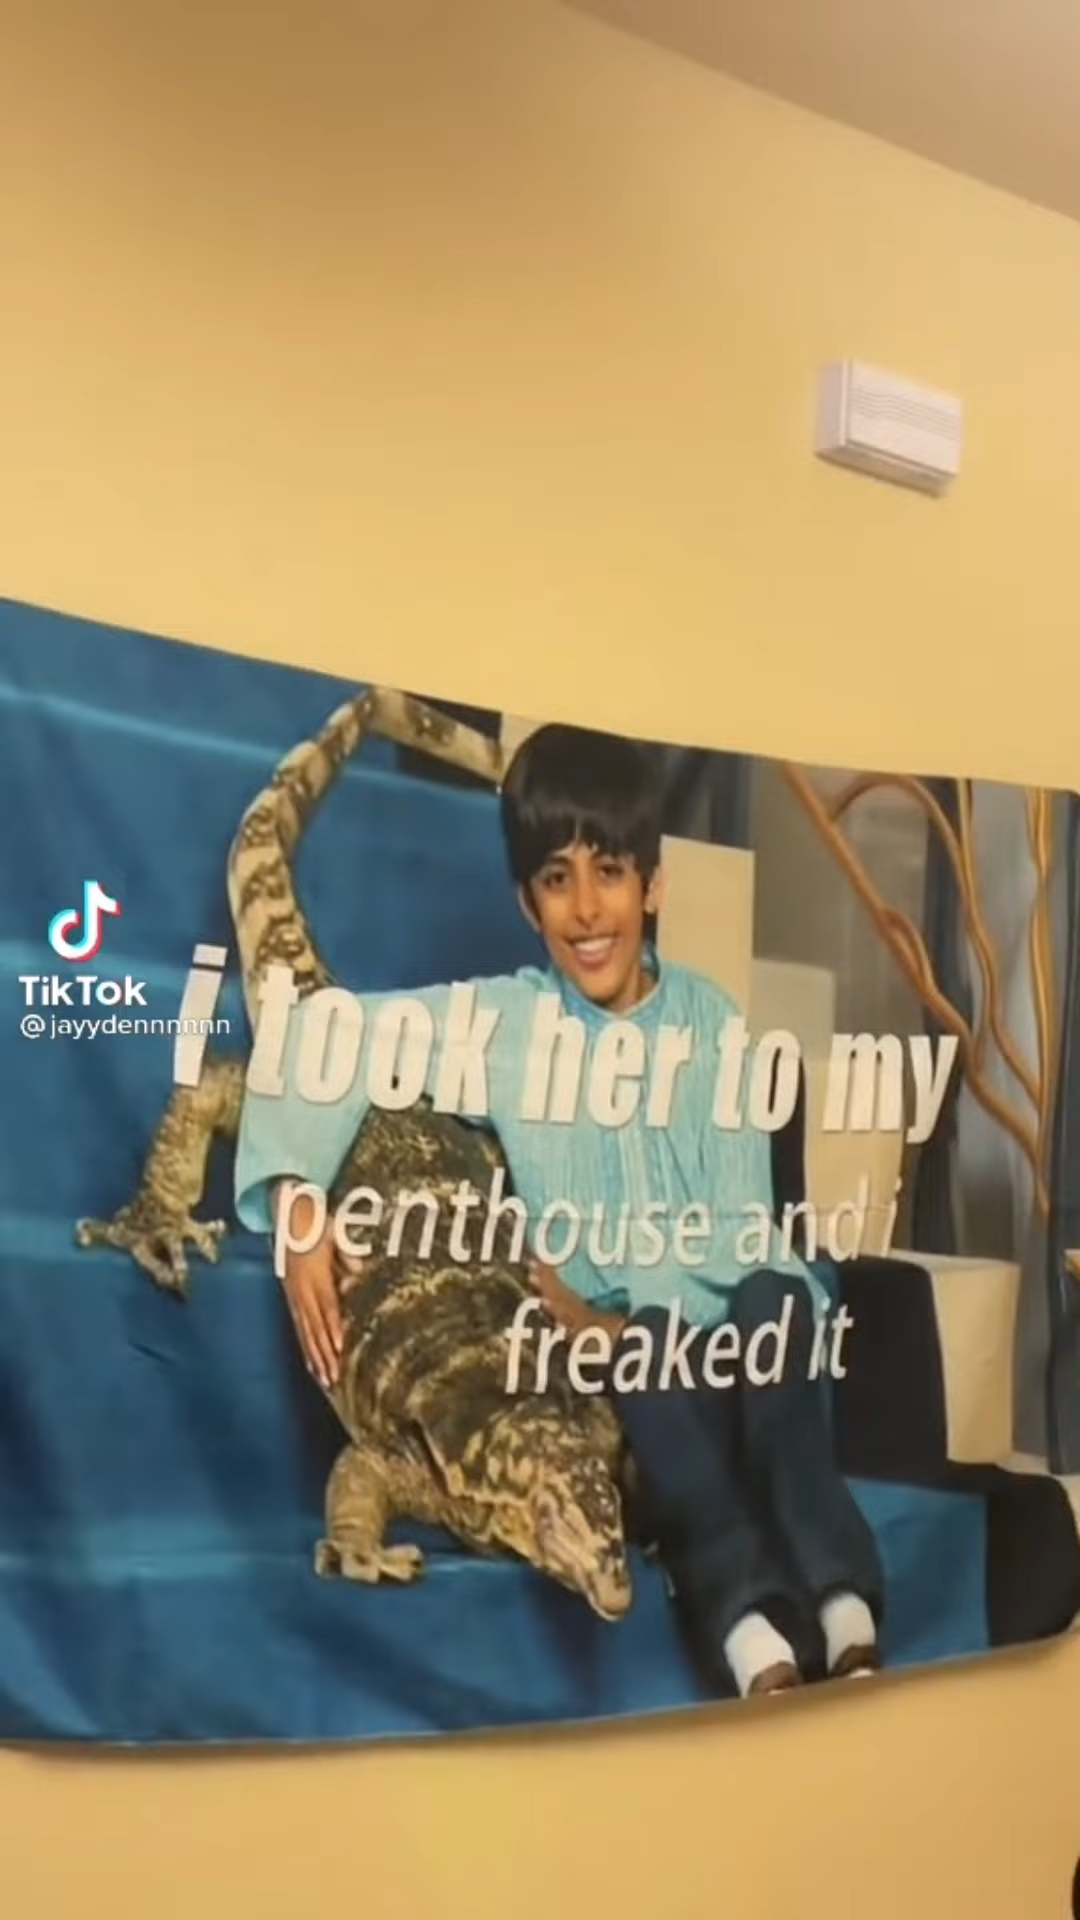 TikTok
@jayydennnnnn
i took her to my
penthouse and i
freaked it